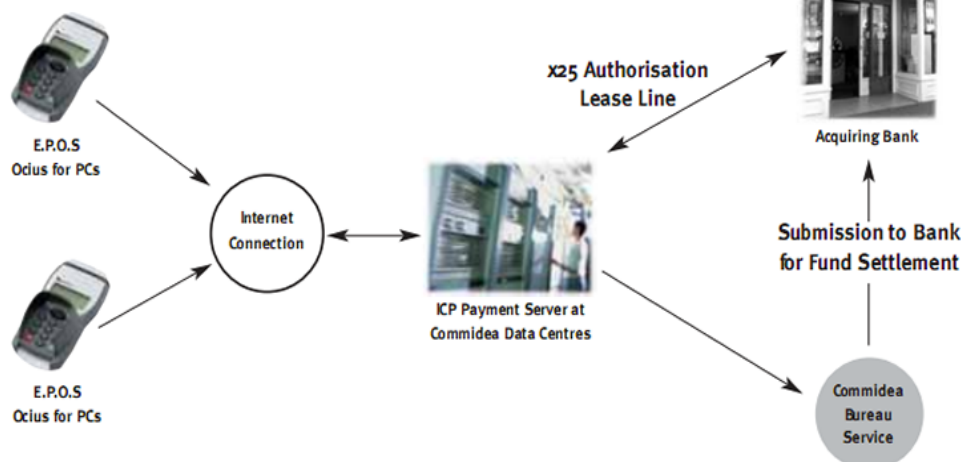 E.P.O.S
Ocius for PCs
Internet
Connection
E.P.O.S
Ocius for PCs
x25 Authorisation
Lease Line
ICP Payment Server at
Commidea Data Centres
Acquiring Bank
Submission to Bank
for Fund Settlement
Commidea
Bureau
Service